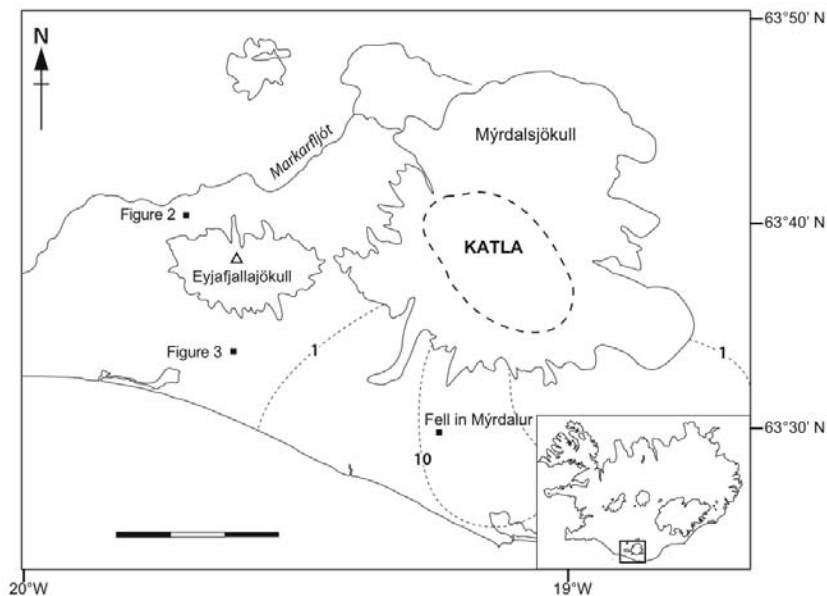 63°50' N
N
Mýrdalsjökull
Markarfljót
Figure 2
63°40' N
KATLA
Eyjafjallajökull
Figure 3
1
1
Fell in Mýrdalur
63°30' N
10
20°W
19°W